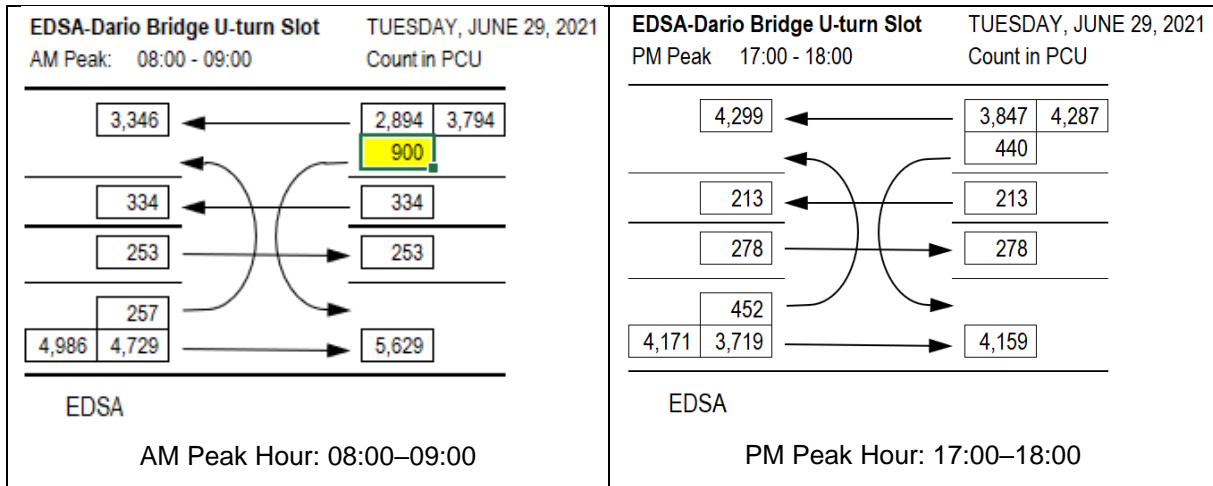 EDSA-Dario Bridge U-turn Slot TUESDAY, JUNE 29, 2021
AM Peak: 08:00 - 09:00 Count in PCU
3,346 2,894 3,794
900
334 334
253 253
257
4,986 4,729 5,629
EDSA
AM Peak Hour: 08:00–09:00
EDSA-Dario Bridge U-turn Slot TUESDAY, JUNE 29, 2021
PM Peak 17:00 - 18:00 Count in PCU
4,299 3,847 4,287
440
213 213
278 278
452
4,171 3,719 4,159
EDSA
PM Peak Hour: 17:00–18:00